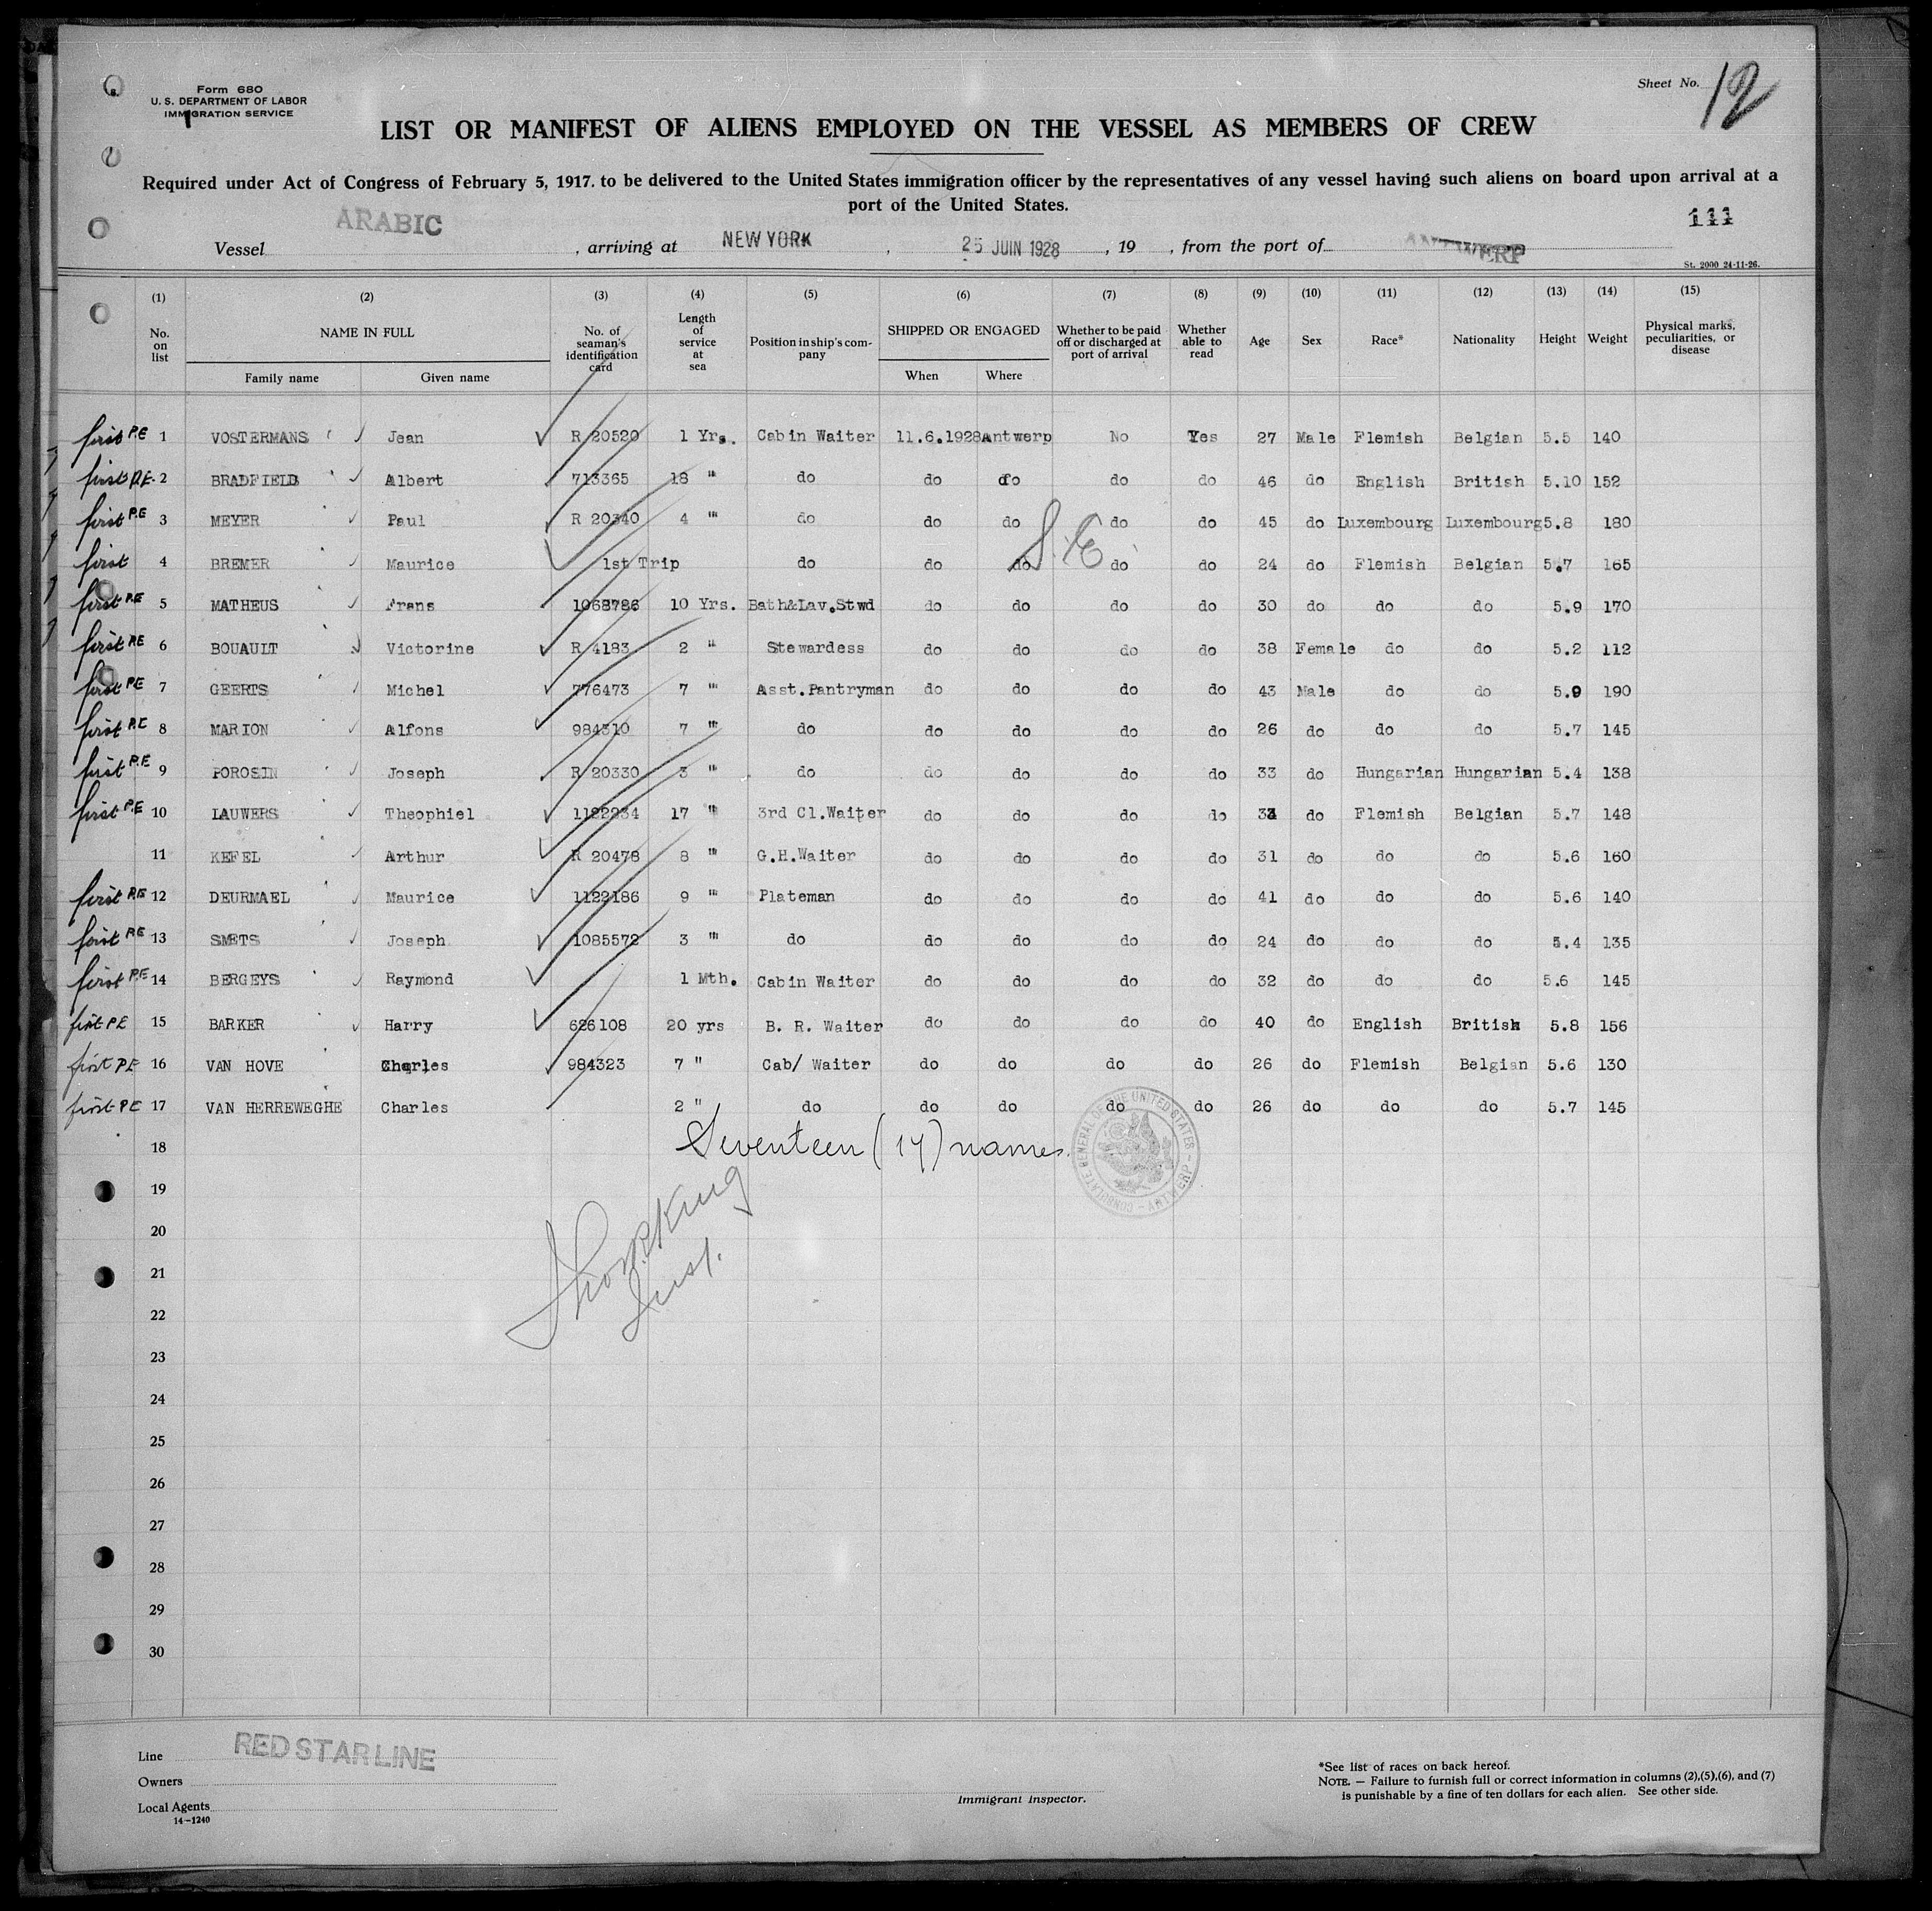 Form 680
U. S. DEPARTMENT OF LABOR
IMMIGRATION SERVICE
Sheet No. 12
LIST OR MANIFEST OF ALIENS EMPLOYED ON THE VESSEL AS MEMBERS OF CREW
Required under Act of Congress of February 5, 1917. to be delivered to the United States immigration officer by the representatives of any vessel having such aliens on board upon arrival at a
port of the United States.
111
Vessel ARABIC , arriving at NEW YORK , 25 JUIN 1928 , 19 , from the port of ANTWERP
St. 2000 24-11-26.
(1) (2) (3) (4) (5) (6) (7) (8) (9) (10) (11) (12) (13) (14) (15)
No. on list NAME IN FULL Family name Given name No. of seaman's identification card Length of service at sea Position in ship's company SHIPPED OR ENGAGED When Where Whether to be paid off or discharged at port of arrival Whether able to read Age Sex Race* Nationality Height Weight Physical marks, peculiarities, or disease
first P.E 1 VOSTERMANS Jean R 20520 1 Yrs. Cabin Waiter 11.6.1928 Antwerp No Yes 27 Male Flemish Belgian 5.5 140
first P.E. 2 BRADFIELD Albert 713365 18 " do do do do do 46 do English British 5.10 152
first P.E 3 MEYER Paul R 20340 4 " do do do do do 45 do Luxembourg Luxembourg 5.8 180
first 4 BREMER Maurice 1st Trip do do do do do 24 do Flemish Belgian 5.7 165
first P.E 5 MATHEUS Frans 1068786 10 Yrs. Bath&Lav.Stwd do do do do 30 do do do 5.9 170
first P.E 6 BOUAULT Victorine R 4183 2 " Stewardess do do do do 38 Female do do 5.2 112
first P.E 7 GEERTS Michel 776473 7 " Asst.Pantryman do do do do 43 Male do do 5.9 190
first P.E 8 MARION Alfons 984310 7 " do do do do do 26 do do do 5.7 145
first P.E 9 POROSIN Joseph R 20330 3 " do do do do do 33 do Hungarian Hungarian 5.4 138
first P.E 10 LAUWERS Theophiel 1122234 17 " 3rd Cl.Waiter do do do do do Flemish Belgian 5.7 148
11 KEFEL Arthur R 20478 8 " G.H.Waiter do do do do 31 do do do 5.6 160
first P.E 12 DEURMAEL Maurice 1122186 9 " Plateman do do do do 41 do do do 5.6 140
first P.E 13 SMETS Joseph 1085572 3 " do do do do do 24 do do do 5.4 135
first P.E 14 BERGEYS Raymond 1 Mth. Cabin Waiter do do do do 32 do do do 5.6 145
first P.E 15 BARKER Harry 626108 20 yrs B. R. Waiter do do do do 40 do English British 5.8 156
first P.E 16 VAN HOVE Charles 984323 7 " Cab/ Waiter do do do do 26 do Flemish Belgian 5.6 130
first P.E 17 VAN HERREWEGHE Charles 2 " do do do do do 26 do do do 5.7 145
S.E.
18 Seventeen (17) names.
CONSULATE GENERAL OF THE UNITED STATES - ANTWERP -
19
20
21
22
23
24
25
26
27
28
29
30
Line RED STAR LINE
Owners
Local Agents
14-1240
Immigrant Inspector.
*See list of races on back hereof.
NOTE. — Failure to furnish full or correct information in columns (2),(5),(6), and (7)
is punishable by a fine of ten dollars for each alien. See other side.